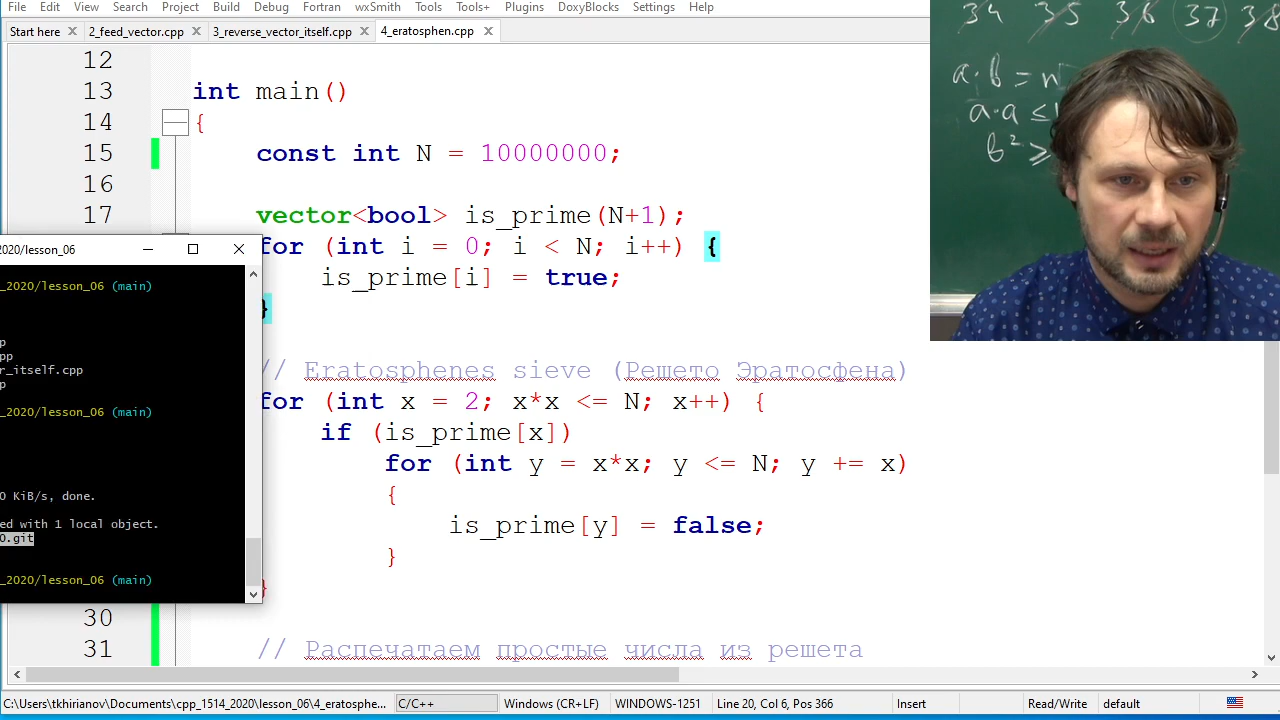 File Edit View Search Project Build Debug Fortran wxSmith Tools Tools+ Plugins DoxyBlocks Settings Help
Start here 2_feed_vector.cpp 3_reverse_vector_itself.cpp 4_eratosphen.cpp
34 35 36 37 38
a·b = n
a·a ≤
b² ≥
12
13 int main()
14 {
15 const int N = 10000000;
16
17 vector<bool> is_prime(N+1);
for (int i = 0; i < N; i++) {
is_prime[i] = true;
}
// Eratosphenes sieve (Решето Эратосфена)
for (int x = 2; x*x <= N; x++) {
if (is_prime[x])
for (int y = x*x; y <= N; y += x)
{
is_prime[y] = false;
}
}
30
31 // Распечатаем простые числа из решета
2020/lesson_06
_2020/lesson_06 (main)
p
pp
r_itself.cpp
p
_2020/lesson_06 (main)
0 KiB/s, done.
ed with 1 local object.
O.git
_2020/lesson_06 (main)
C:\Users\tkhirianov\Documents\cpp_1514_2020\lesson_06\4_eratosphe... C/C++ Windows (CR+LF) WINDOWS-1251 Line 20, Col 6, Pos 366 Insert Read/Write default